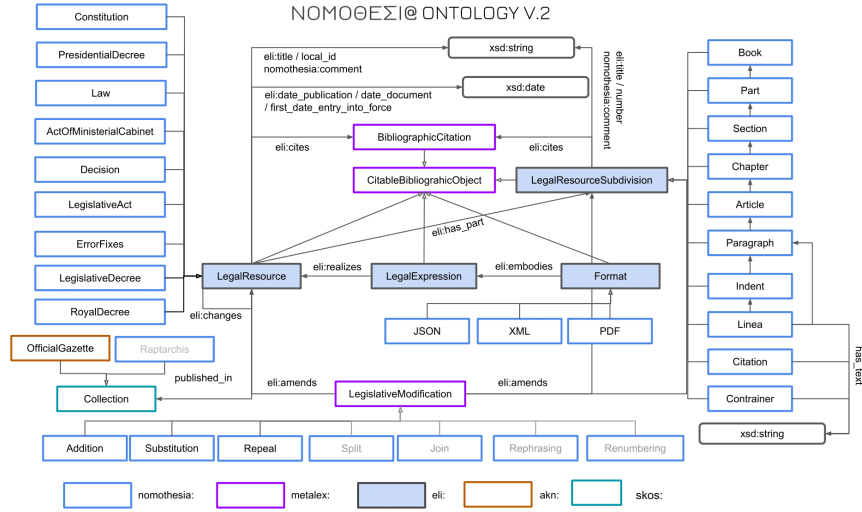 ΝΟΜΟΘΕΣΙ@ ONTOLOGY V.2
Constitution
PresidentialDecree
Law
ActOfMinisterialCabinet
Decision
LegislativeAct
ErrorFixes
LegislativeDecree
RoyalDecree
OfficialGazette
Raptarchis
Collection
published_in
eli:title / local_id
nomothesia:comment
xsd:string
eli:date_publication / date_document
/ first_date_entry_into_force
xsd:date
eli:title / number
nomothesia:comment
eli:cites
BibliographicCitation
eli:cites
CitableBibliograhicObject
LegalResourceSubdivision
eli:has_part
LegalResource
eli:realizes
LegalExpression
eli:embodies
Format
eli:changes
JSON
XML
PDF
eli:amends
LegislativeModification
eli:amends
Book
Part
Section
Chapter
Article
Paragraph
Indent
Linea
Citation
Contrainer
has_text
xsd:string
Addition
Substitution
Repeal
Split
Join
Rephrasing
Renumbering
nomothesia:
metalex:
eli:
akn:
skos: